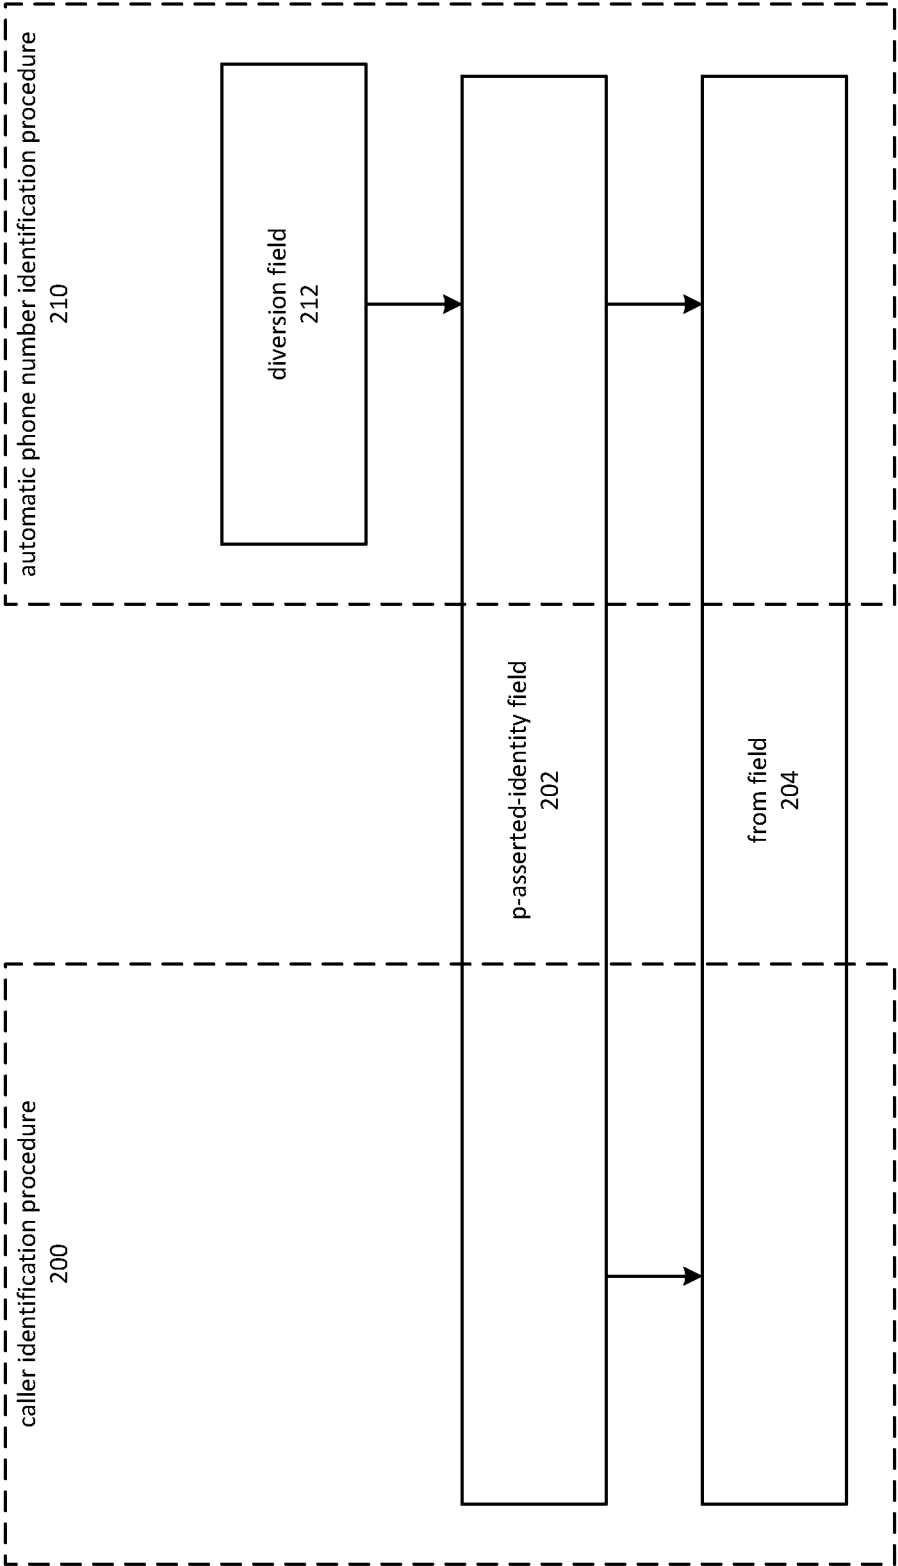 caller identification procedure
200
automatic phone number identification procedure
210
diversion field
212
p-asserted-identity field
202
from field
204